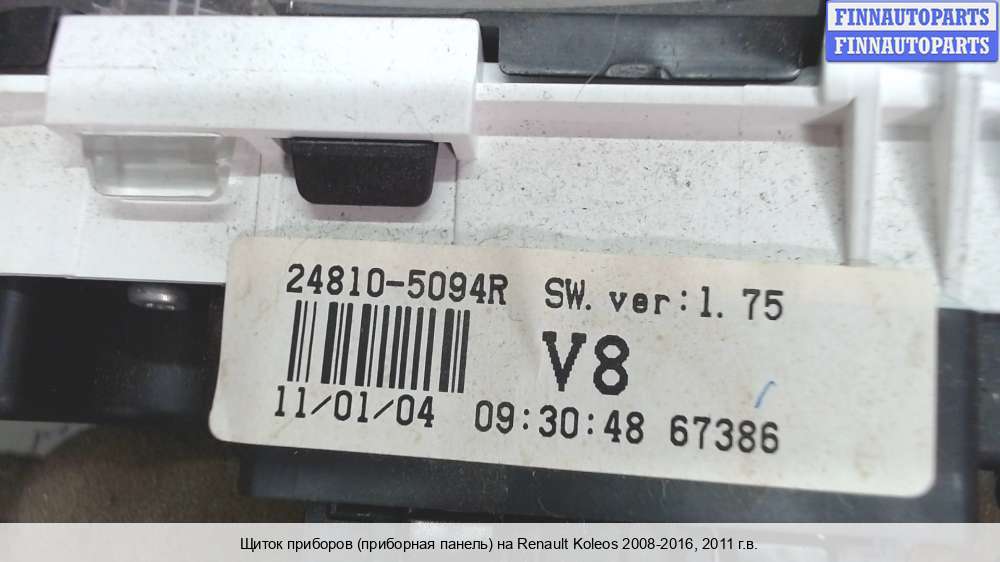 FINNAUTOPARTS
FINNAUTOPARTS
24810-5094R SW. ver:1. 75
V8
11/01/04 09:30:48 67386
Щиток приборов (приборная панель) на Renault Koleos 2008-2016, 2011 г.в.